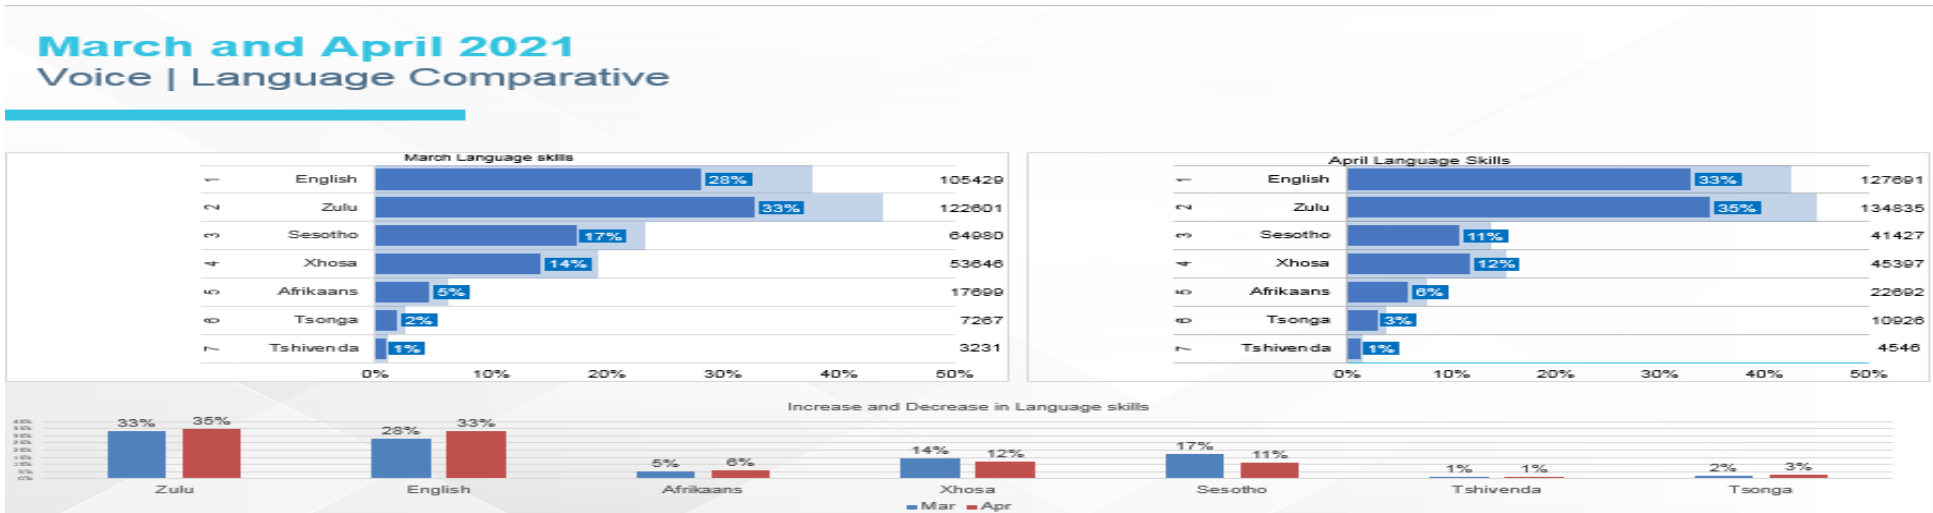 March and April 2021
Voice | Language Comparative
March Language skills
1 English 28% 105429
2 Zulu 33% 122601
3 Sesotho 17% 64980
4 Xhosa 14% 53646
5 Afrikaans 5% 17699
6 Tsonga 2% 7267
7 Tshivenda 1% 3231
0% 10% 20% 30% 40% 50%
April Language Skills
1 English 33% 127691
2 Zulu 35% 134835
3 Sesotho 11% 41427
4 Xhosa 12% 45397
5 Afrikaans 6% 22692
6 Tsonga 3% 10926
7 Tshivenda 1% 4546
0% 10% 20% 30% 40% 50%
Increase and Decrease in Language skills
33% 35% 28% 33% 5% 6% 14% 12% 17% 11% 1% 1% 2% 3%
Zulu English Afrikaans Xhosa Sesotho Tshivenda Tsonga
Mar Apr